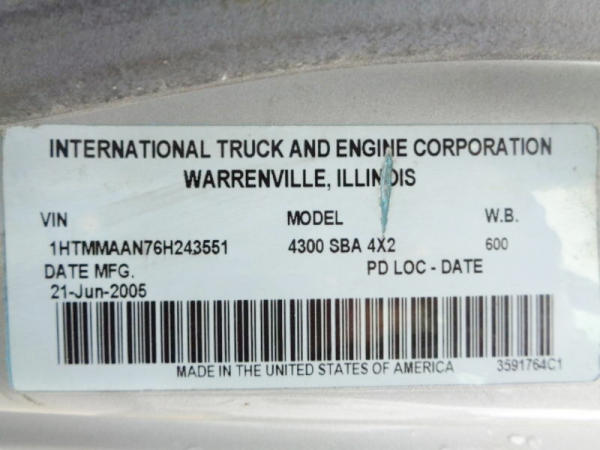 INTERNATIONAL TRUCK AND ENGINE CORPORATION
WARRENVILLE, ILLINOIS
VIN MODEL W.B.
1HTMMAAN76H243551 4300 SBA 4X2 600
DATE MFG. PD LOC - DATE
21-Jun-2005
MADE IN THE UNITED STATES OF AMERICA 3591764C1